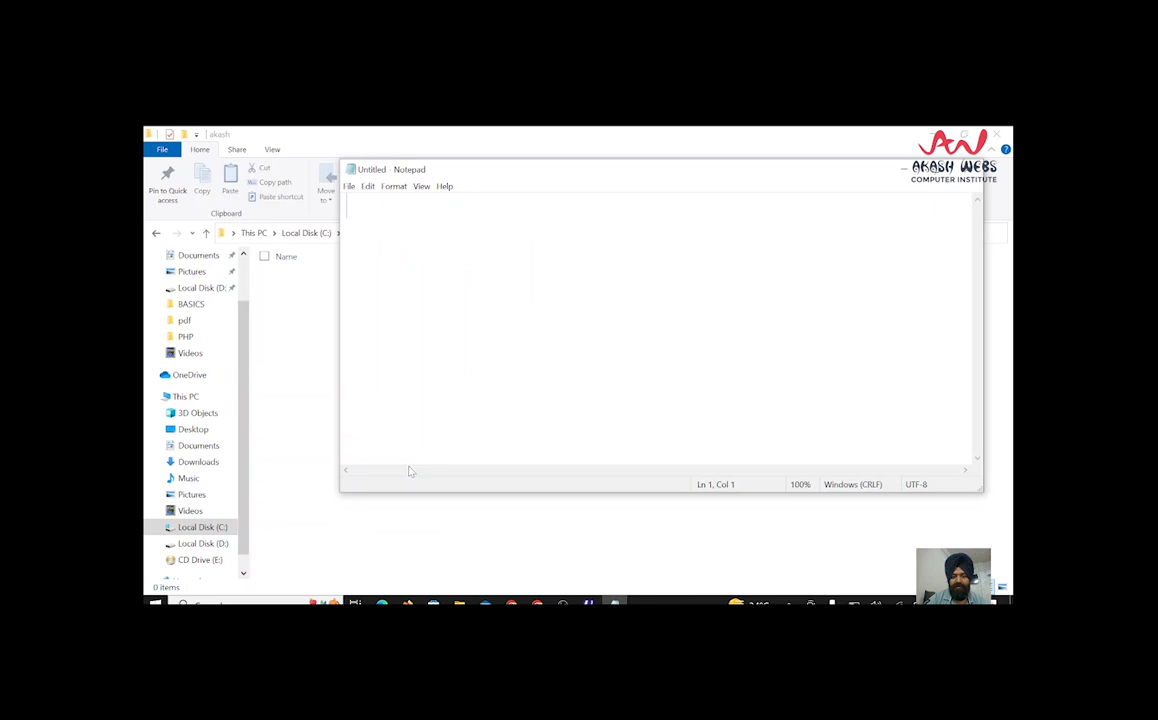 akash
File Home Share View
Pin to Quick access
Copy
Paste
Cut
Copy path
Paste shortcut
Move to
Clipboard
AKASH WEBS
COMPUTER INSTITUTE
Untitled - Notepad
File Edit Format View Help
This PC > Local Disk (C:) >
Name
Documents
Pictures
Local Disk (D:
BASICS
pdf
PHP
Videos
OneDrive
This PC
3D Objects
Desktop
Documents
Downloads
Music
Pictures
Videos
Local Disk (C:)
Local Disk (D:)
CD Drive (E:)
Ln 1, Col 1
100%
Windows (CRLF)
UTF-8
0 items